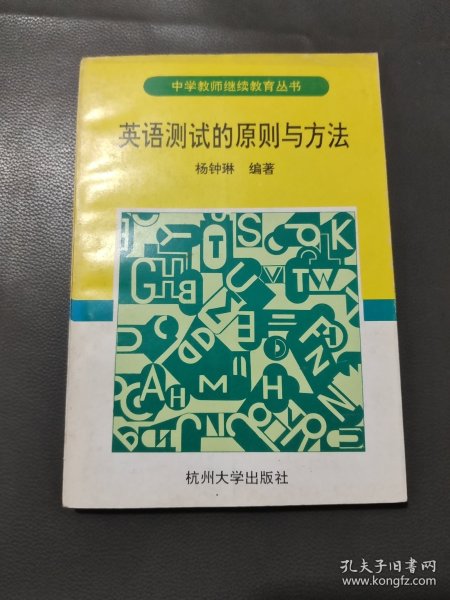 中学教师继续教育丛书
英语测试的原则与方法
杨钟琳 编著
杭州大学出版社
孔夫子旧书网
www.kongfz.com